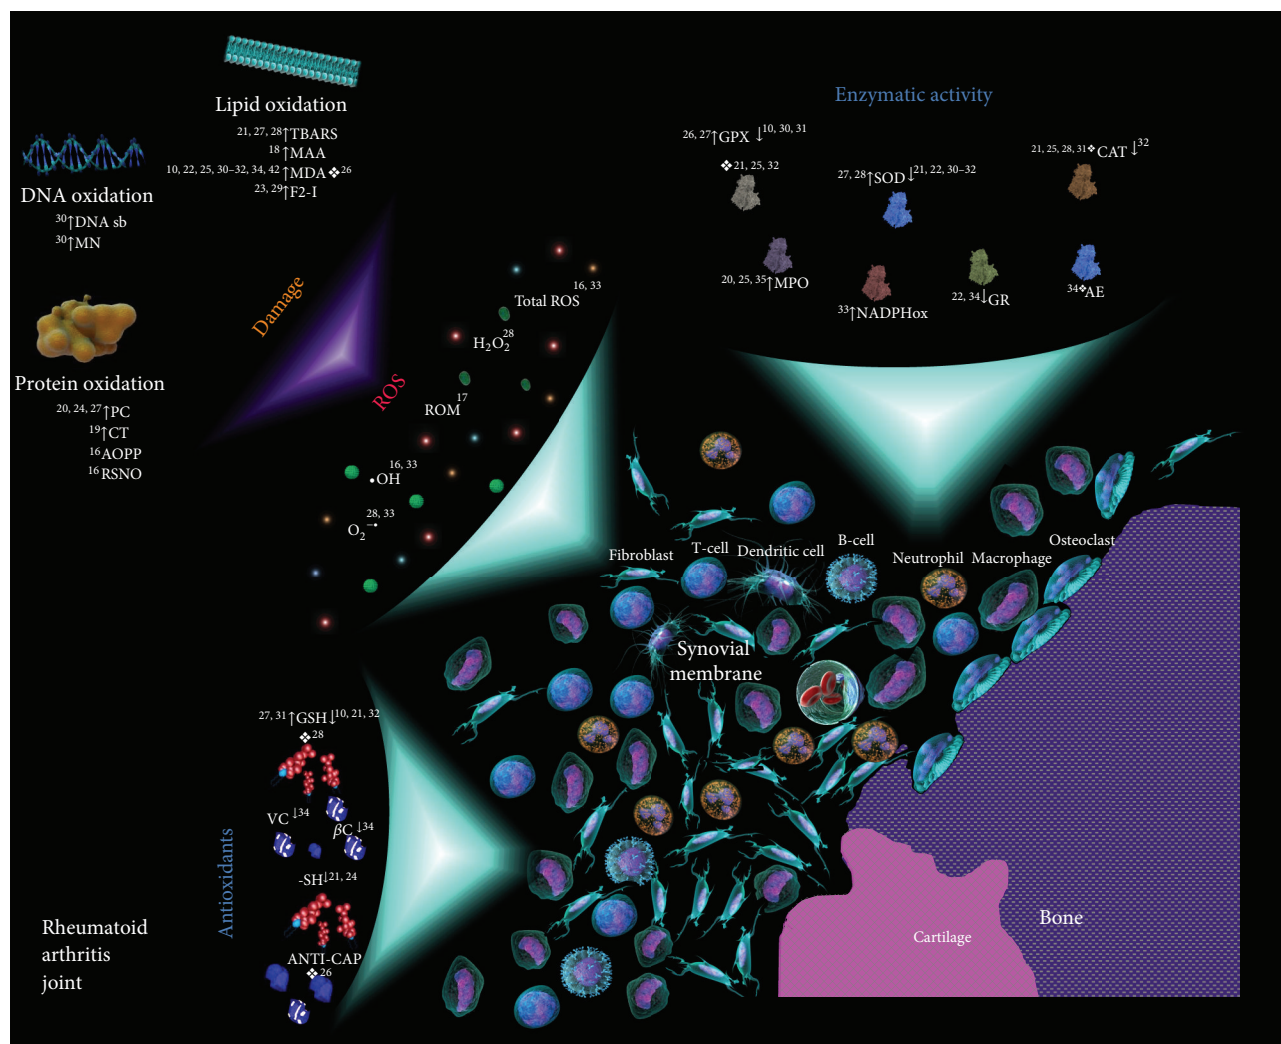 Lipid oxidation
21, 27, 28↑TBARS
18↑MAA
10, 22, 25, 30–32, 34, 42↑MDA❖26
23, 29↑F2-I
DNA oxidation
30↑DNA sb
30↑MN
Protein oxidation
20, 24, 27↑PC
19↑CT
16AOPP
16RSNO
Damage
ROS
16, 33
Total ROS
H2O2 28
ROM 17
•OH 16, 33
O2−• 28, 33
Enzymatic activity
26, 27↑GPX ↓10, 30, 31
❖21, 25, 32
27, 28↑SOD↓21, 22, 30–32
21, 25, 28, 31❖CAT ↓32
20, 25, 35↑MPO
33↑NADPHox
22, 34↓GR
34❖AE
Fibroblast
T-cell
Dendritic cell
B-cell
Neutrophil
Macrophage
Osteoclast
Synovial
membrane
27, 31↑GSH↓10, 21, 32
❖28
VC ↓34
βC ↓34
-SH↓21, 24
ANTI-CAP
❖26
Antioxidants
Rheumatoid
arthritis
joint
Cartilage
Bone